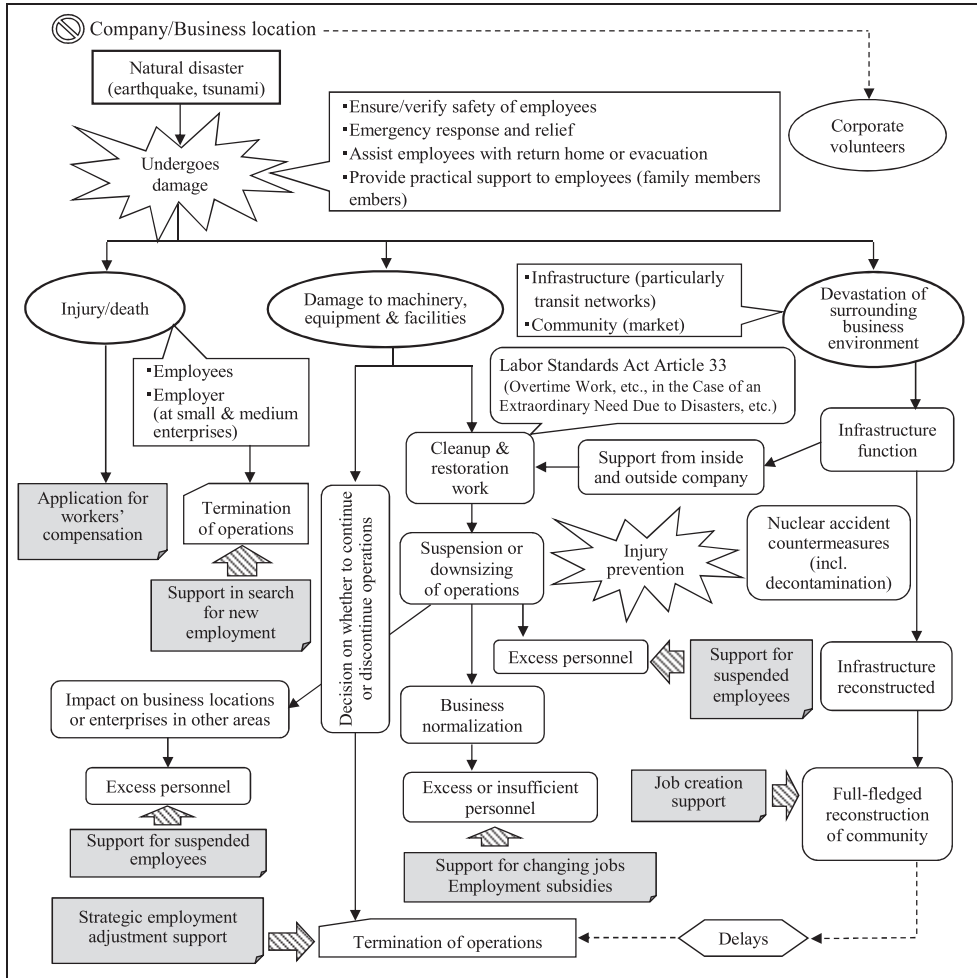 Company/Business location
Natural disaster
(earthquake, tsunami)
Undergoes
damage
・Ensure/verify safety of employees
・Emergency response and relief
・Assist employees with return home or evacuation
・Provide practical support to employees (family members
embers)
Corporate
volunteers
Injury/death
Damage to machinery,
equipment & facilities
・Infrastructure (particularly
transit networks)
・Community (market)
Devastation of
surrounding
business
environment
・Employees
・Employer
(at small & medium
enterprises)
Labor Standards Act Article 33
(Overtime Work, etc., in the Case of an
Extraordinary Need Due to Disasters, etc.)
Cleanup &
restoration
work
Support from inside
and outside company
Infrastructure
function
Application for
workers’
compensation
Termination
of operations
Support in search
for new
employment
Decision on whether to continue
or discontinue operations
Suspension or
downsizing
of operations
Injury
prevention
Nuclear accident
countermeasures
(incl.
decontamination)
Excess personnel
Support for
suspended
employees
Infrastructure
reconstructed
Impact on business locations
or enterprises in other areas
Business
normalization
Excess personnel
Support for suspended
employees
Excess or insufficient
personnel
Support for changing jobs
Employment subsidies
Job creation
support
Full-fledged
reconstruction
of community
Strategic employment
adjustment support
Termination of operations
Delays